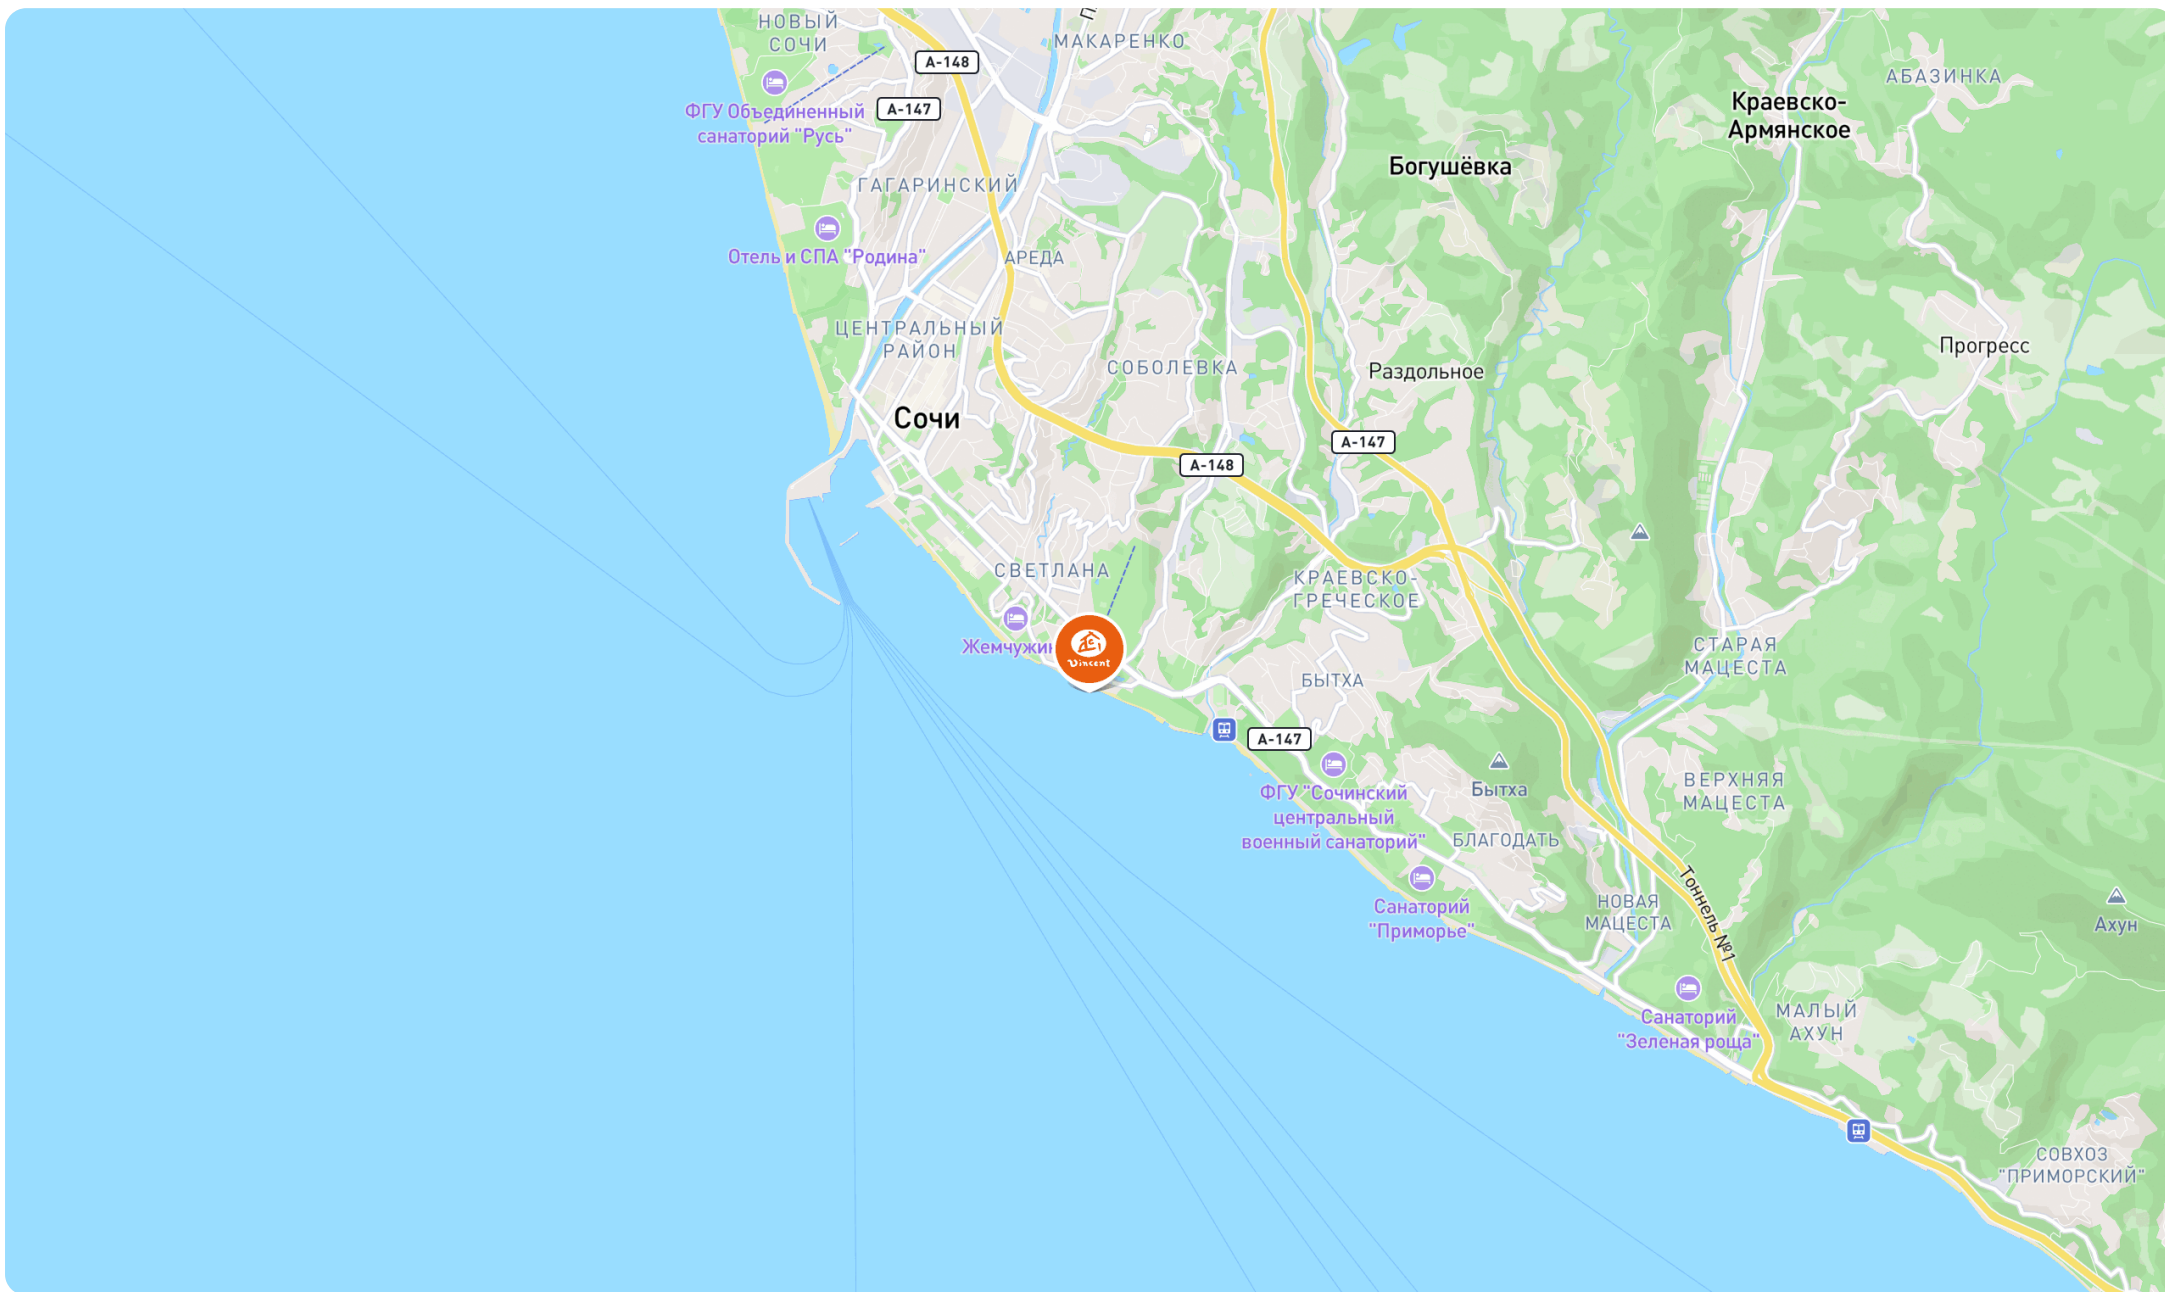 НОВЫЙ
СОЧИ
МАКАРЕНКО
А-148
АБАЗИНКА
ФГУ Объединенный
санаторий "Русь"
А-147
Краевско-
Армянское
Богушёвка
ГАГАРИНСКИЙ
Отель и СПА "Родина"
АРЕДА
ЦЕНТРАЛЬНЫЙ
РАЙОН
Прогресс
СОБОЛЕВКА
Раздольное
Сочи
А-147
А-148
СВЕТЛАНА
КРАЕВСКО-
ГРЕЧЕСКОЕ
Vincent
СТАРАЯ
МАЦЕСТА
БЫТХА
А-147
Бытха
ФГУ "Сочинский
центральный
военный санаторий"
ВЕРХНЯЯ
МАЦЕСТА
БЛАГОДАТЬ
Тоннель №1
Санаторий
"Приморье"
НОВАЯ
МАЦЕСТА
Ахун
Санаторий
"Зеленая роща"
МАЛЫЙ
АХУН
СОВХОЗ
"ПРИМОРСКИЙ"